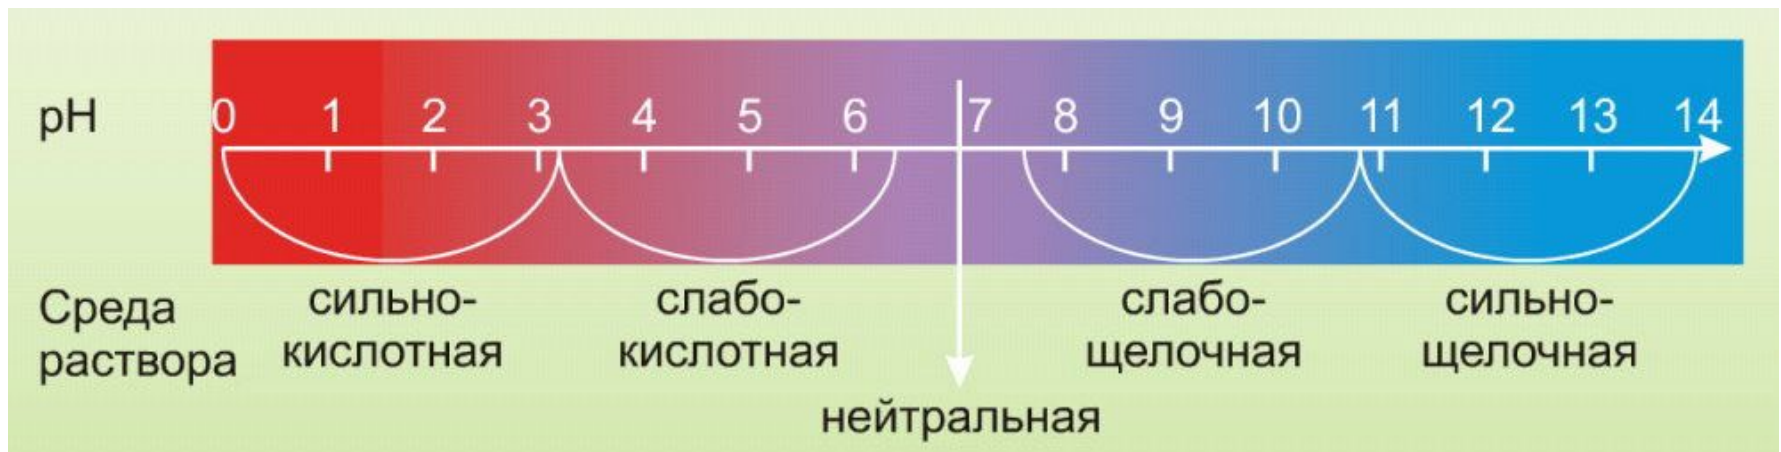 pH 0 1 2 3 4 5 6 7 8 9 10 11 12 13 14
Среда
раствора
сильно-
кислотная
слабо-
кислотная
слабо-
щелочная
сильно-
щелочная
нейтральная